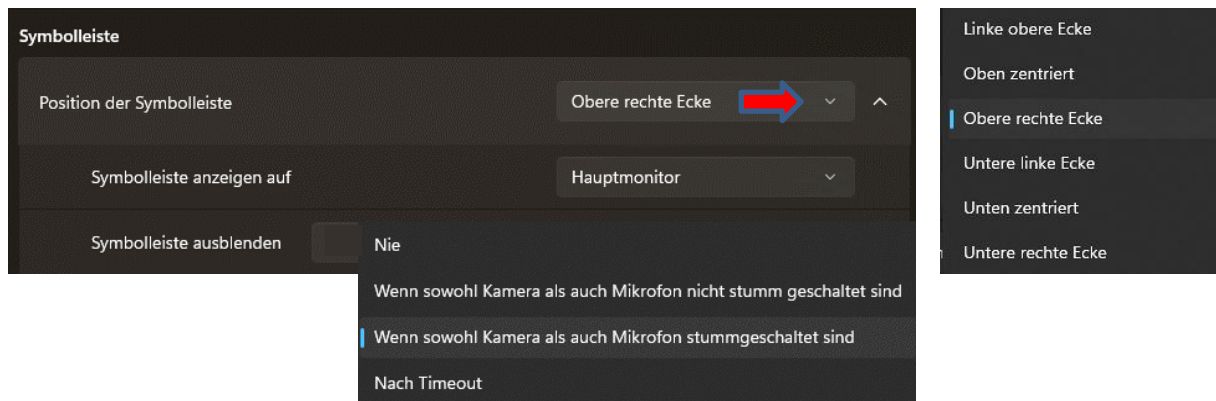 Symbolleiste
Position der Symbolleiste
Obere rechte Ecke
Symbolleiste anzeigen auf
Hauptmonitor
Symbolleiste ausblenden
Nie
Wenn sowohl Kamera als auch Mikrofon nicht stumm geschaltet sind
Wenn sowohl Kamera als auch Mikrofon stummgeschaltet sind
Nach Timeout
Linke obere Ecke
Oben zentriert
Obere rechte Ecke
Untere linke Ecke
Unten zentriert
Untere rechte Ecke